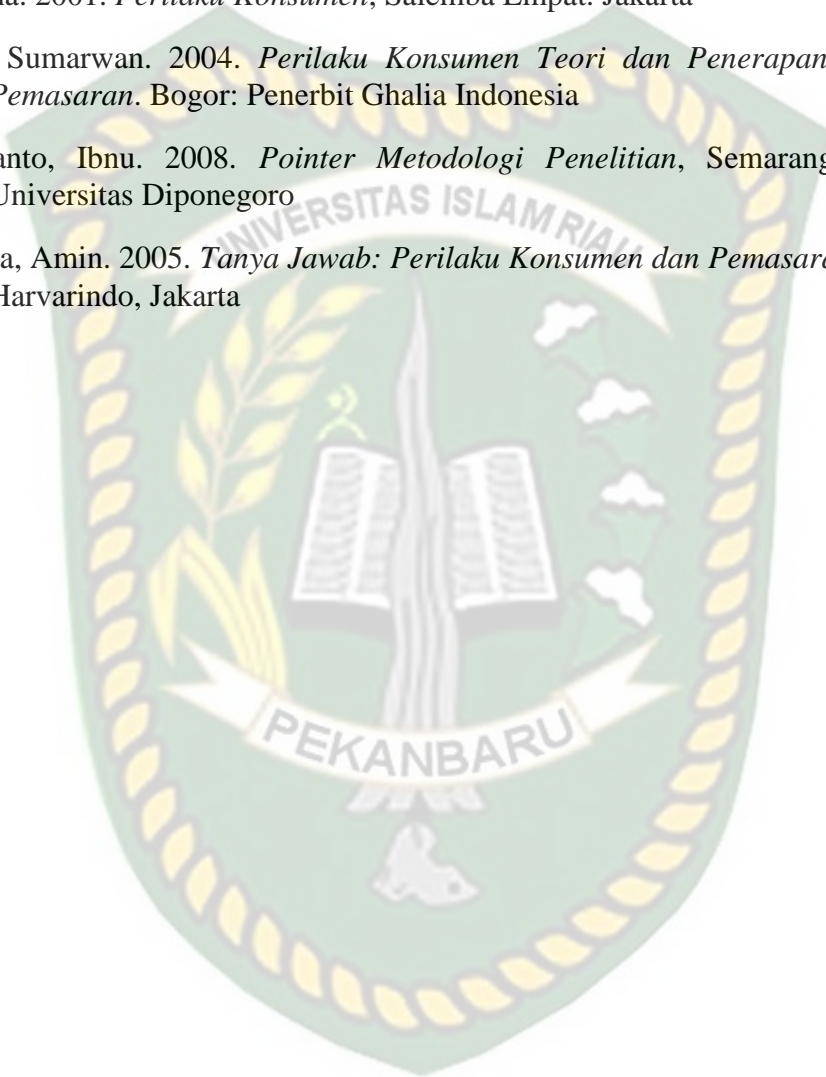 2001. Perilaku Konsumen, Salemba Empat. Jakarta
Sumarwan. 2004. Perilaku Konsumen Teori dan Penerapan
Pemasaran. Bogor: Penerbit Ghalia Indonesia
anto, Ibnu. 2008. Pointer Metodologi Penelitian, Semarang
Universitas Diponegoro
a, Amin. 2005. Tanya Jawab: Perilaku Konsumen dan Pemasara
Harvarindo, Jakarta
UNIVERSITAS ISLAM RIAU
PEKANBARU